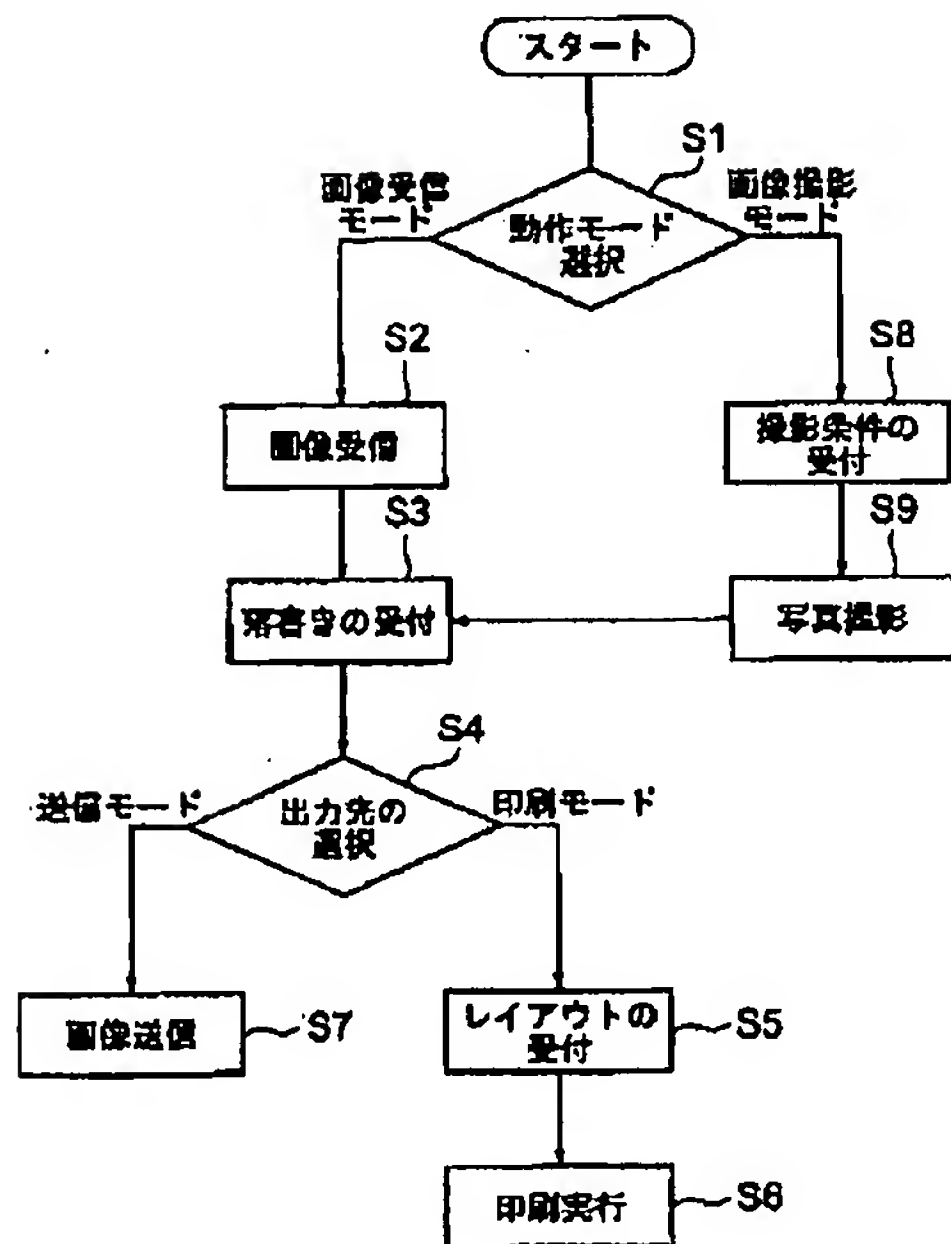 スタート
S1
画像受信
モード
画像撮影
モード
動作モード
選択
S2
S8
画像受信
撮影条件の
受付
S3
S9
落書きの受付
写真撮影
S4
送信モード
印刷モード
出力先の
選択
画像送信
S7
レイアウトの
受付
S5
印刷実行
S6